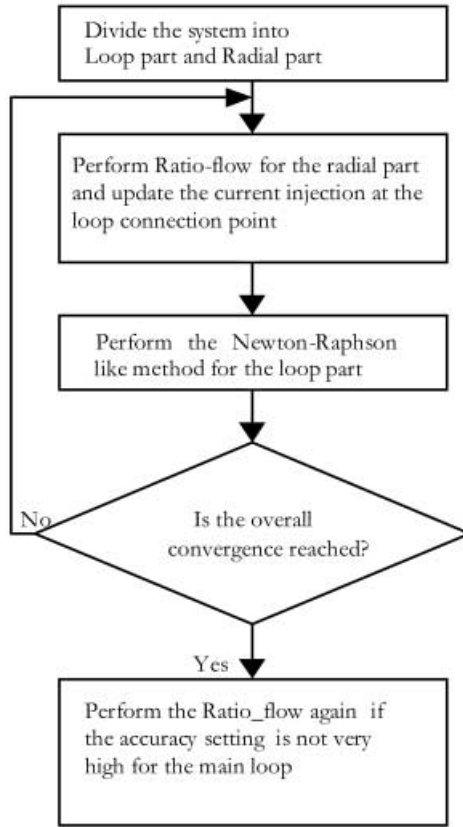 Divide the system into
Loop part and Radial part
Perform Ratio-flow for the radial part
and update the current injection at the
loop connection point
Perform the Newton-Raphson
like method for the loop part
Is the overall
convergence reached?
No
Yes
Perform the Ratio_flow again if
the accuracy setting is not very
high for the main loop